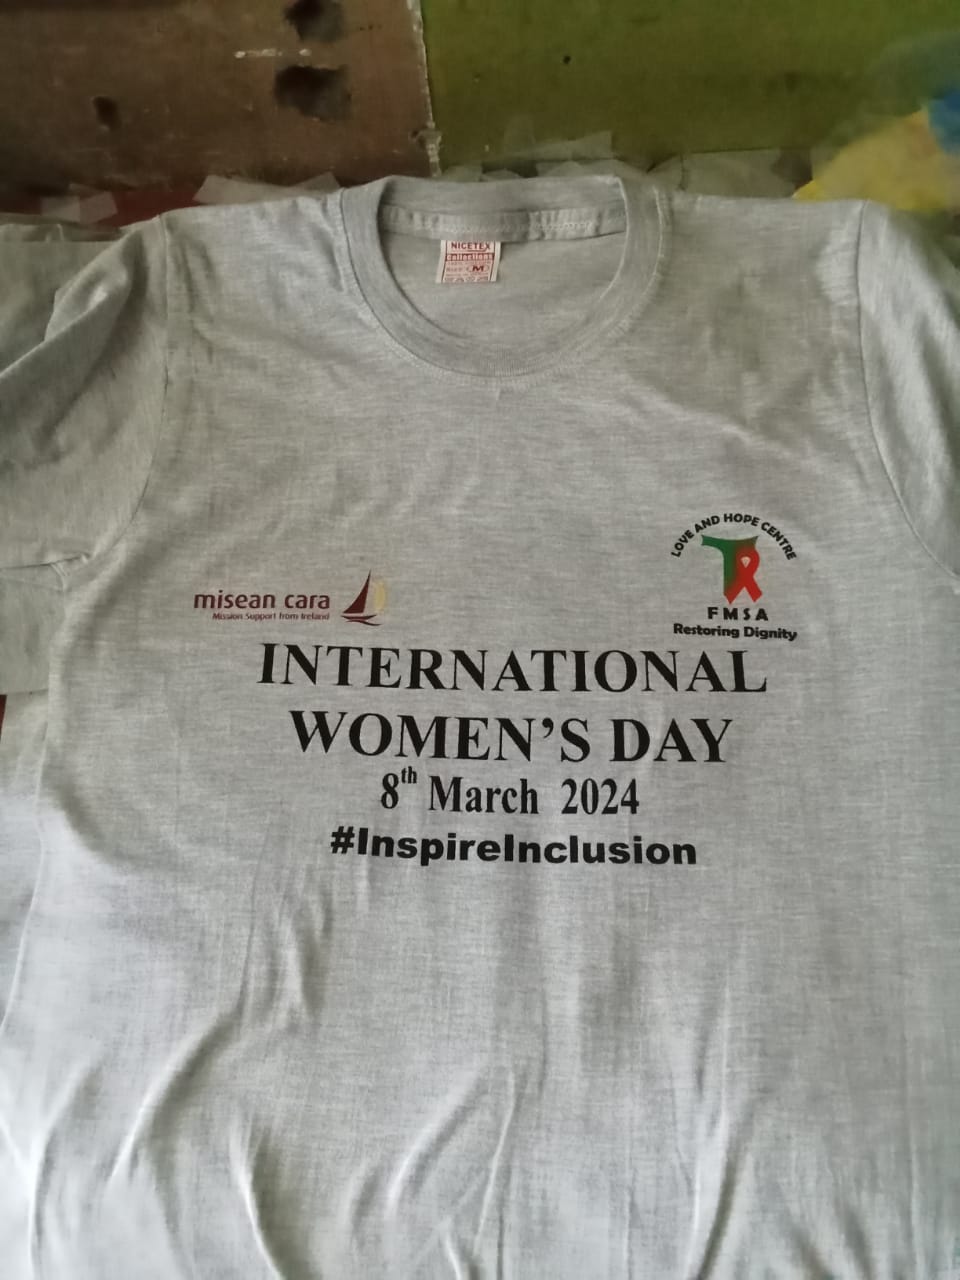 NICETEX
Collections
M
LOVE AND HOPE CENTRE
FMSA
Restoring Dignity
misean cara
Mission Support from Ireland
INTERNATIONAL
WOMEN'S DAY
8th March 2024
#InspireInclusion